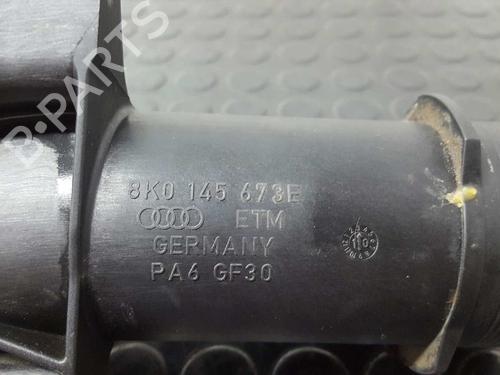 B-PARTS
8K0 145 673E
ETM
GERMANY
PA6 GF30